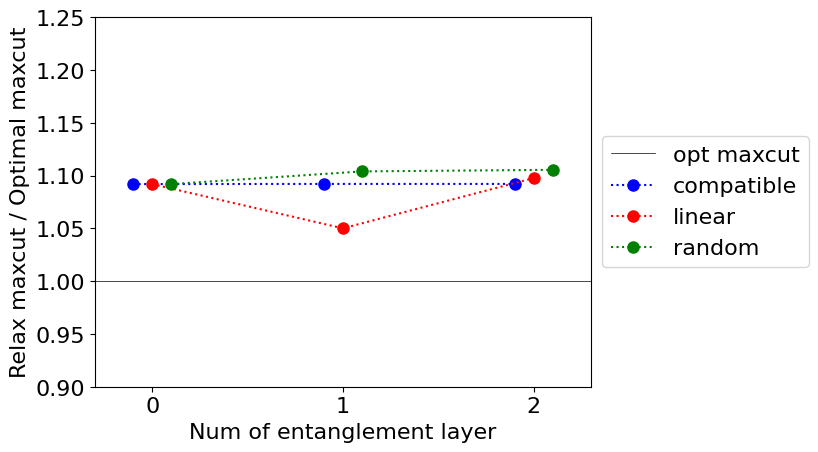 Relax maxcut / Optimal maxcut
1.25
1.20
1.15
1.10
1.05
1.00
0.95
0.90
0
1
2
Num of entanglement layer
opt maxcut
compatible
linear
random